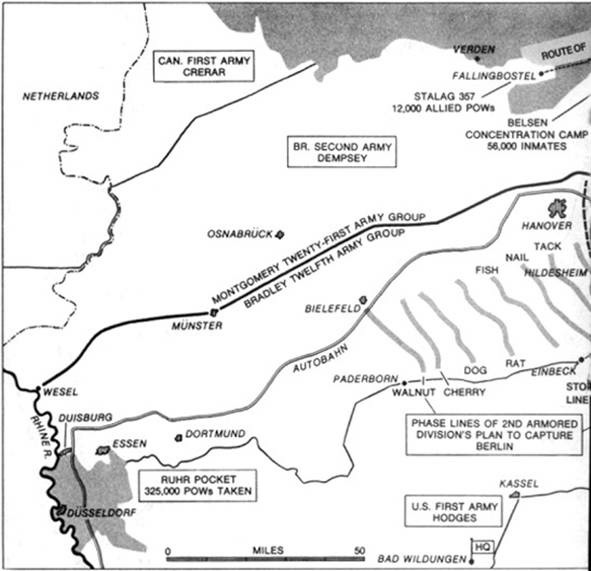 CAN. FIRST ARMY
CRERAR
NETHERLANDS
VERDEN
ROUTE OF
FALLINGBOSTEL
STALAG 357
12,000 ALLIED POWs
BELSEN
CONCENTRATION CAMP
56,000 INMATES
BR. SECOND ARMY
DEMPSEY
OSNABRÜCK
MONTGOMERY TWENTY-FIRST ARMY GROUP
BRADLEY TWELFTH ARMY GROUP
HANOVER
TACK
NAIL
HILDESHEIM
FISH
MÜNSTER
BIELEFELD
AUTOBAHN
DOG
RAT
EINBECK
PADERBORN
WALNUT
CHERRY
STO
LINE
WESEL
RHINE R.
DUISBURG
ESSEN
DORTMUND
PHASE LINES OF 2ND ARMORED
DIVISION'S PLAN TO CAPTURE
BERLIN
RUHR POCKET
325,000 POWs TAKEN
KASSEL
U.S. FIRST ARMY
HODGES
DÜSSELDORF
0 MILES 50
HQ
BAD WILDUNGEN